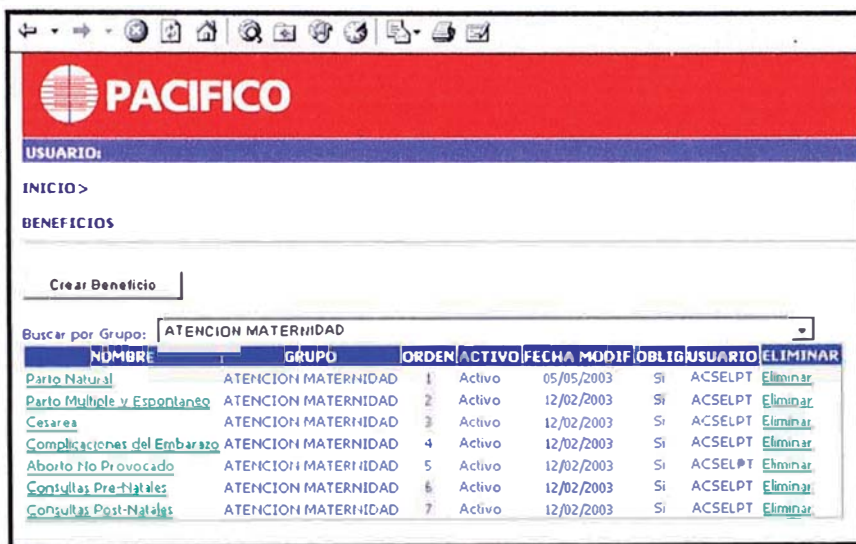 PACIFICO
USUARIO:
INICIO>
BENEFICIOS
Crear Beneficio
Buscar por Grupo: ATENCION MATERNIDAD
NOMBRE GRUPO ORDEN ACTIVO FECHA MODIF OBLIG USUARIO ELIMINAR
Parto Natural ATENCION MATERNIDAD 1 Activo 05/05/2003 Si ACSELPT Eliminar
Parto Multiple y Espontaneo ATENCION MATERNIDAD 2 Activo 12/02/2003 Si ACSELPT Eliminar
Cesarea ATENCION MATERNIDAD 3 Activo 12/02/2003 Si ACSELPT Eliminar
Complicaciones del Embarazo ATENCION MATERNIDAD 4 Activo 12/02/2003 Si ACSELPT Eliminar
Aborto No Provocado ATENCION MATERNIDAD 5 Activo 12/02/2003 Si ACSELPT Eliminar
Consultas Pre-Natales ATENCION MATERNIDAD 6 Activo 12/02/2003 Si ACSELPT Eliminar
Consultas Post-Natales ATENCION MATERNIDAD 7 Activo 12/02/2003 Si ACSELPT Eliminar